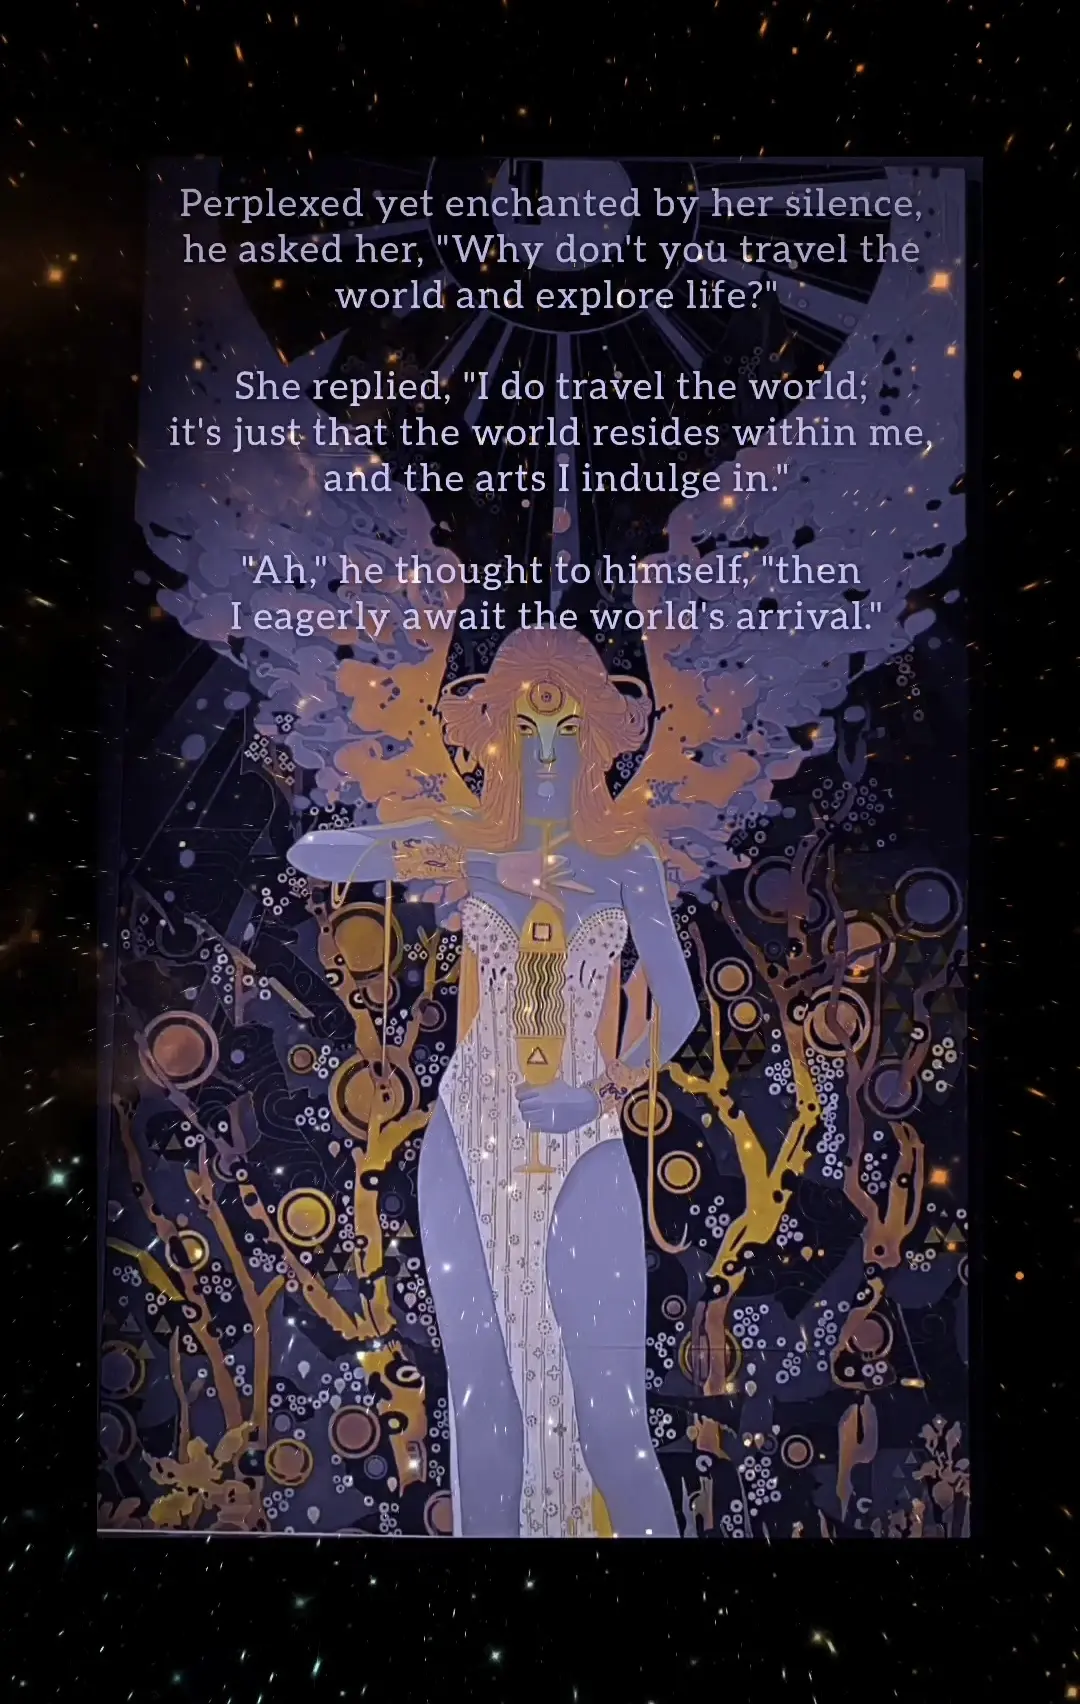 Perplexed yet enchanted by her silence,
he asked her, "Why don't you travel the
world and explore life?"
She replied, "I do travel the world;
it's just that the world resides within me,
and the arts I indulge in."
"Ah," he thought to himself, "then
I eagerly await the world's arrival."